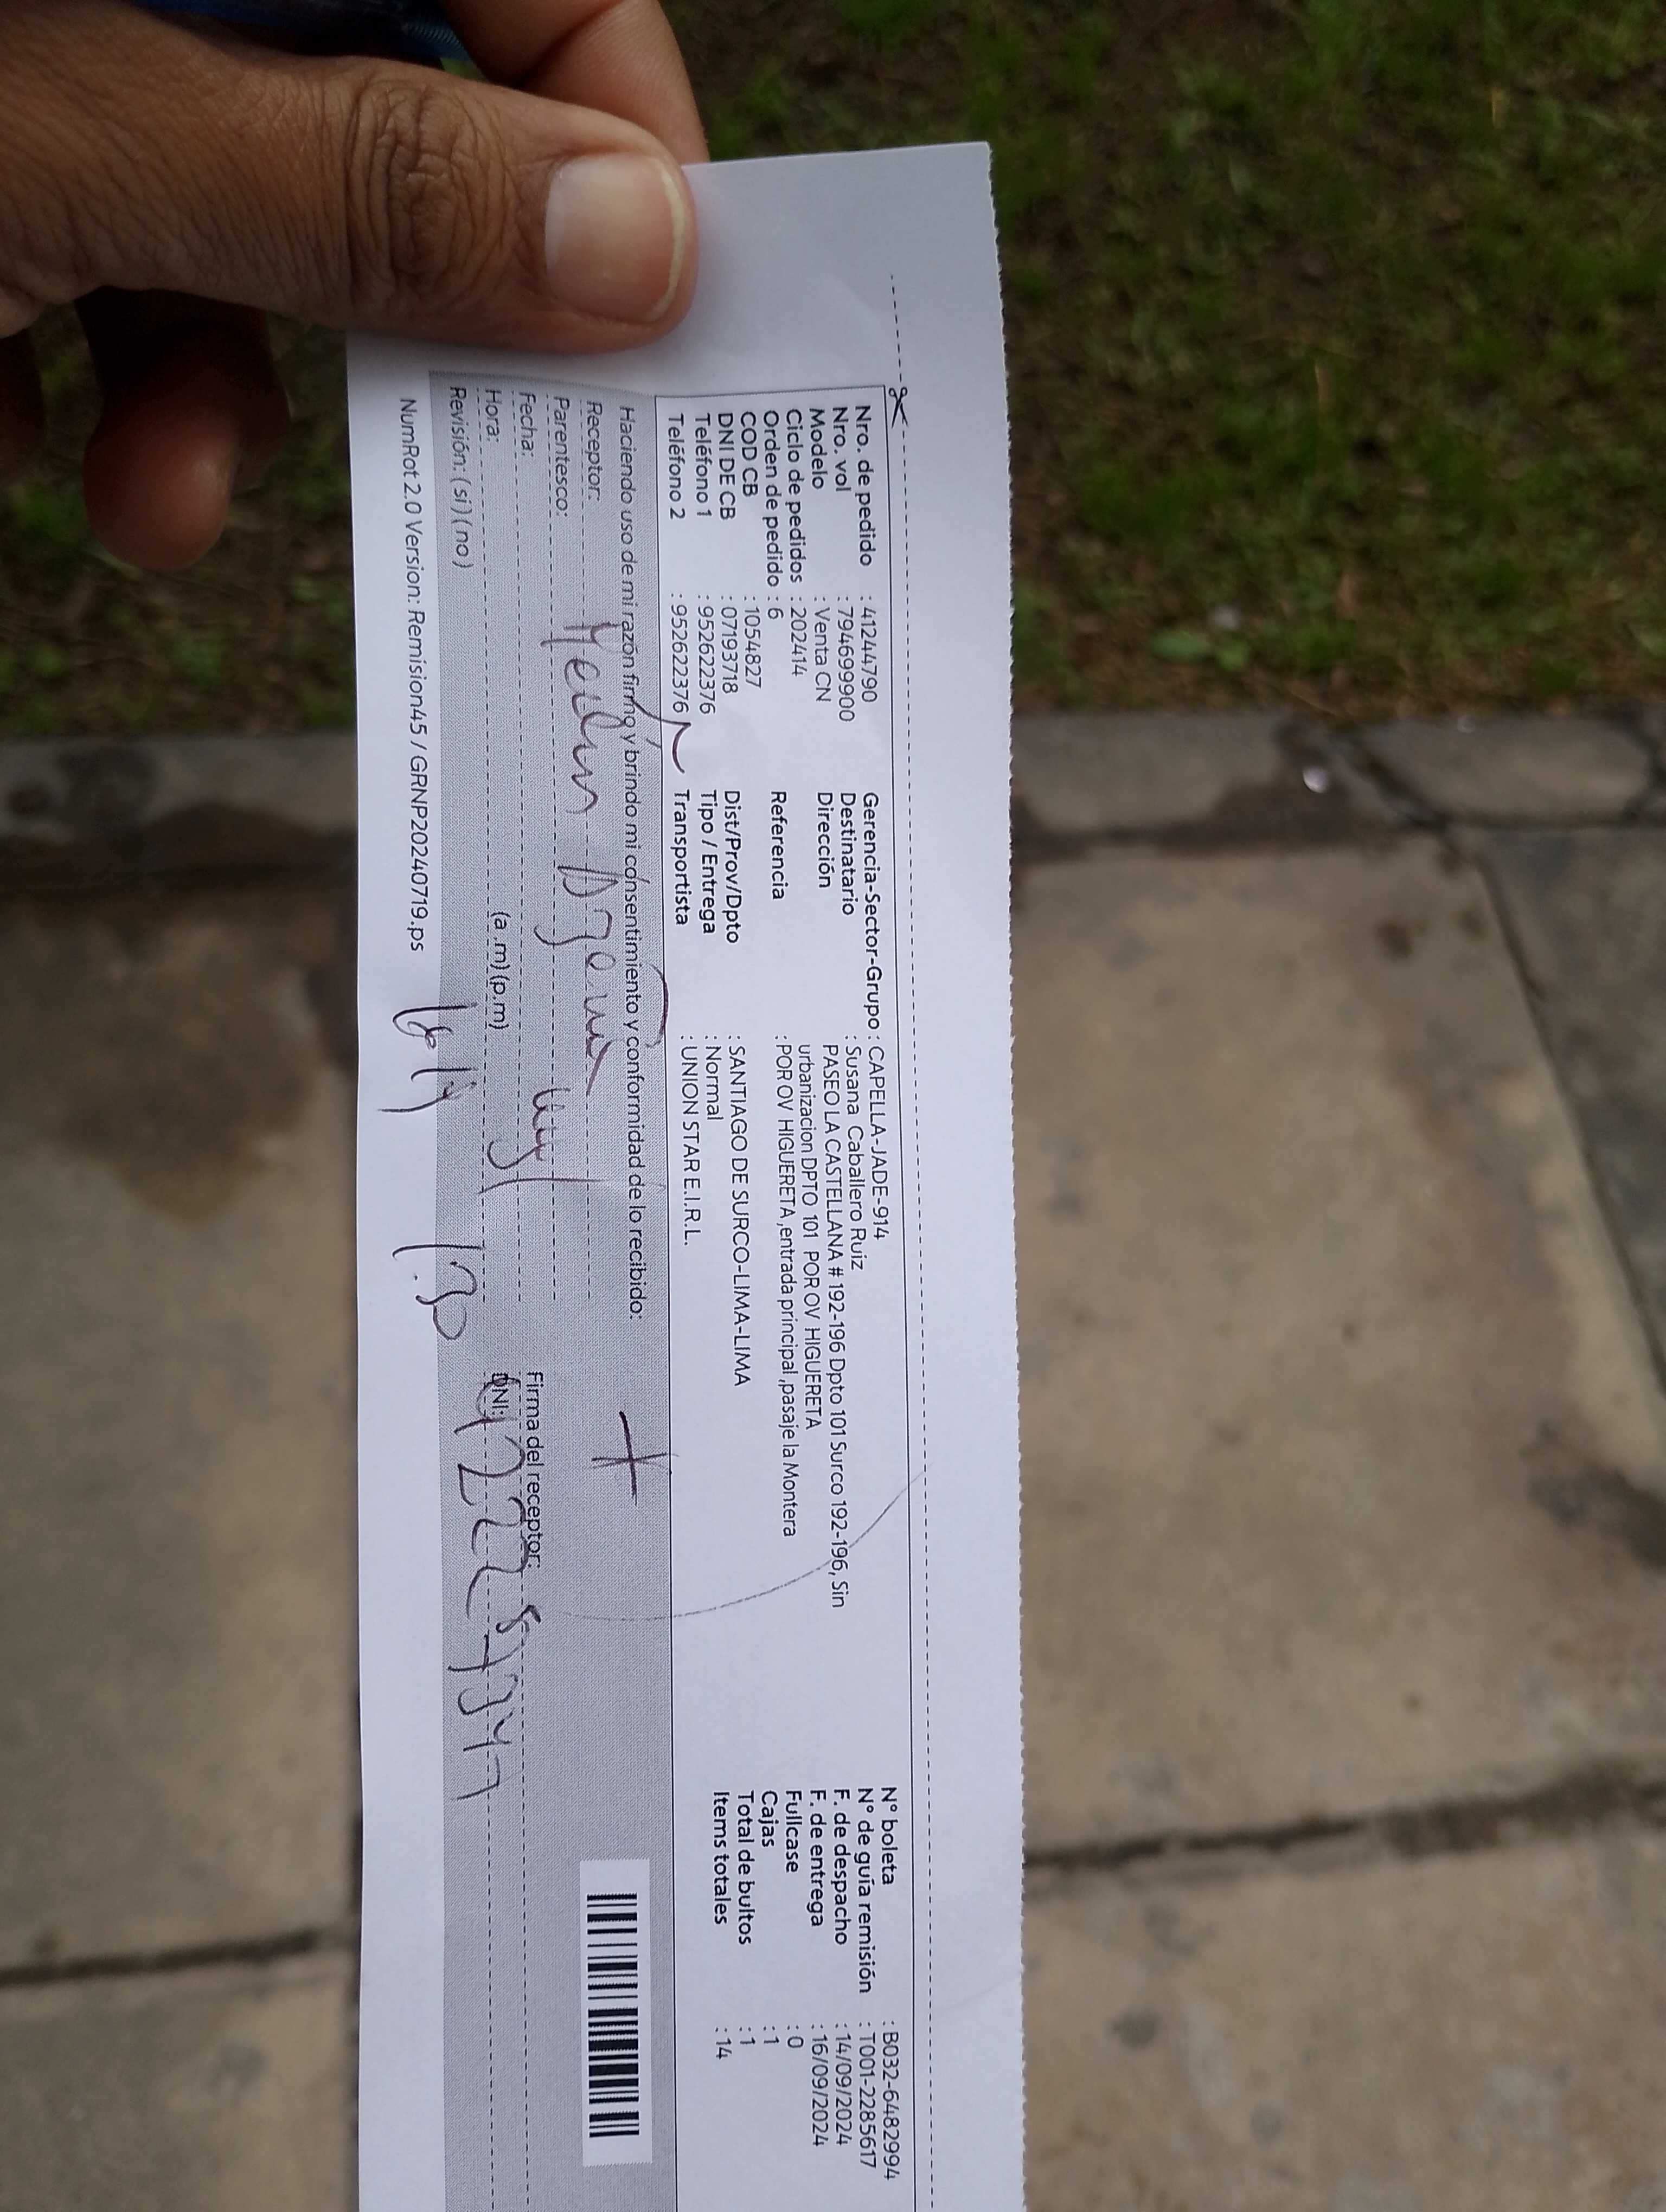 Nro. de pedido : 41244790
Nro. vol : 794699900
Modelo : Venta CN
Ciclo de pedidos : 202414
Orden de pedido : 6
COD CB : 1054827
DNI DE CB : 07193718
Teléfono 1 : 952622376
Teléfono 2 : 952622376
Gerencia-Sector-Grupo : CAPELLA-JADE-914
Destinatario : Susana Caballero Ruiz
Dirección PASEO LA CASTELLANA # 192-196 Dpto 101 Surco 192-196, Sin
urbanizacion DPTO 101 POR OV HIGUERETA
Referencia : POR OV HIGUERETA ,entrada principal ,pasaje la Montera
Dist/Prov/Dpto : SANTIAGO DE SURCO-LIMA-LIMA
Tipo / Entrega : Normal
Transportista : UNION STAR E.I.R.L.
N° boleta : B032-6482994
N° de guía remisión : T001-2285617
F. de despacho : 14/09/2024
F. de entrega : 16/09/2024
Fullcase : 0
Cajas : 1
Total de bultos : 1
Items totales : 14
Haciendo uso de mi razón firmo y brindo mi consentimiento y conformidad de lo recibido:
Receptor:
Parentesco:
Fecha:
Hora: (a .m) (p.m)
Revisión: ( si ) ( no )
Firma del receptor:
DNI:
NumRot 2.0 Version: Remision45 / GRNP20240719.ps